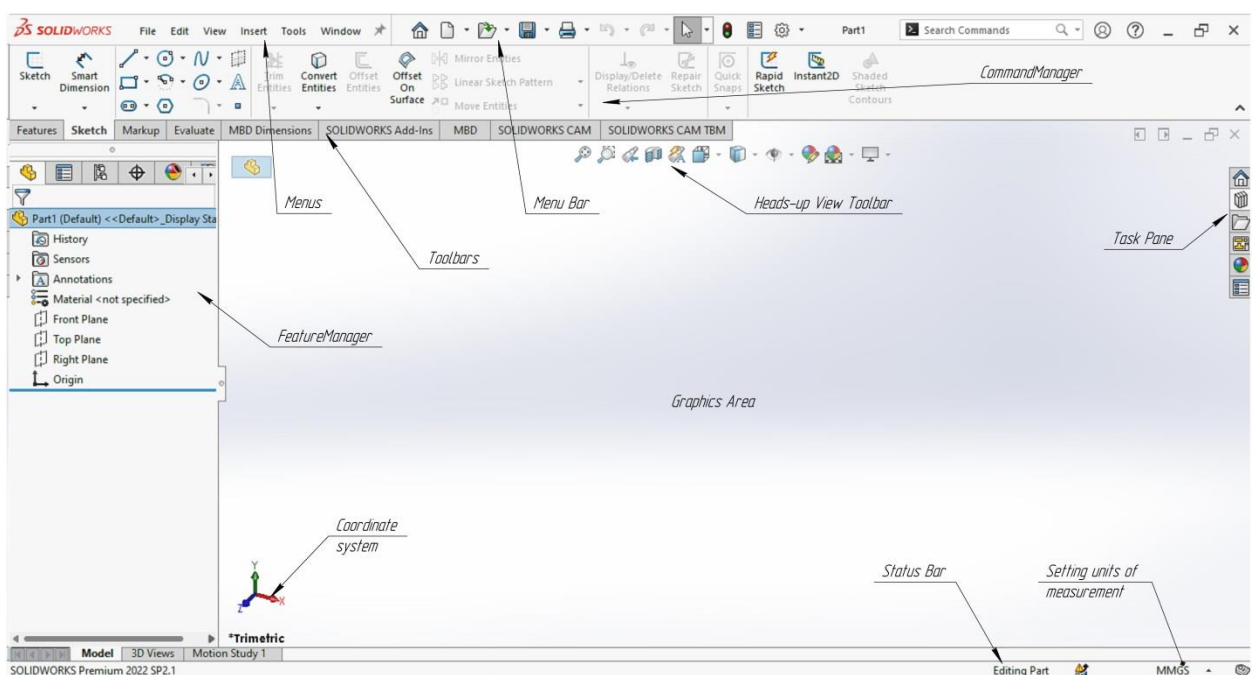 SOLIDWORKS File Edit View Insert Tools Window Part1 Search Commands
Sketch Smart Dimension Trim Entities Convert Entities Offset Entities Offset On Surface Mirror Entities Linear Sketch Pattern Move Entities Display/Delete Relations Repair Sketch Quick Snaps Rapid Sketch Instant2D Shaded Sketch Contours
CommandManager
Features Sketch Markup Evaluate MBD Dimensions SOLIDWORKS Add-Ins MBD SOLIDWORKS CAM SOLIDWORKS CAM TBM
Menus Menu Bar Heads-up View Toolbar
Part1 (Default) <<Default>_Display Sta
History
Task Pane
Sensors
Toolbars
Annotations
Material <not specified>
Front Plane
FeatureManager
Top Plane
Right Plane
Origin
Graphics Area
Coordinate
system
Status Bar
Setting units of
measurement
Y
X
Z
*Trimetric
Model 3D Views Motion Study 1
SOLIDWORKS Premium 2022 SP2.1 Editing Part MMGS